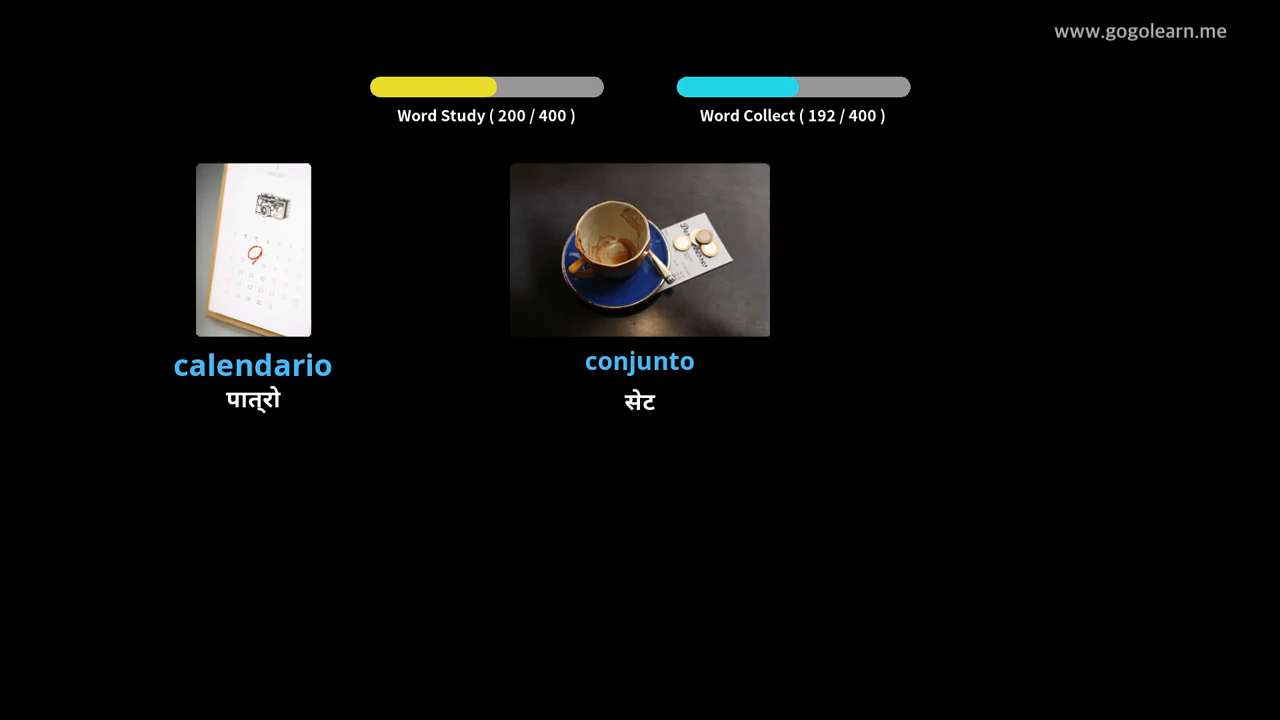 www.gogolearn.me
Word Study ( 200 / 400 )
Word Collect ( 192 / 400 )
calendario
पात्रो
conjunto
सेट